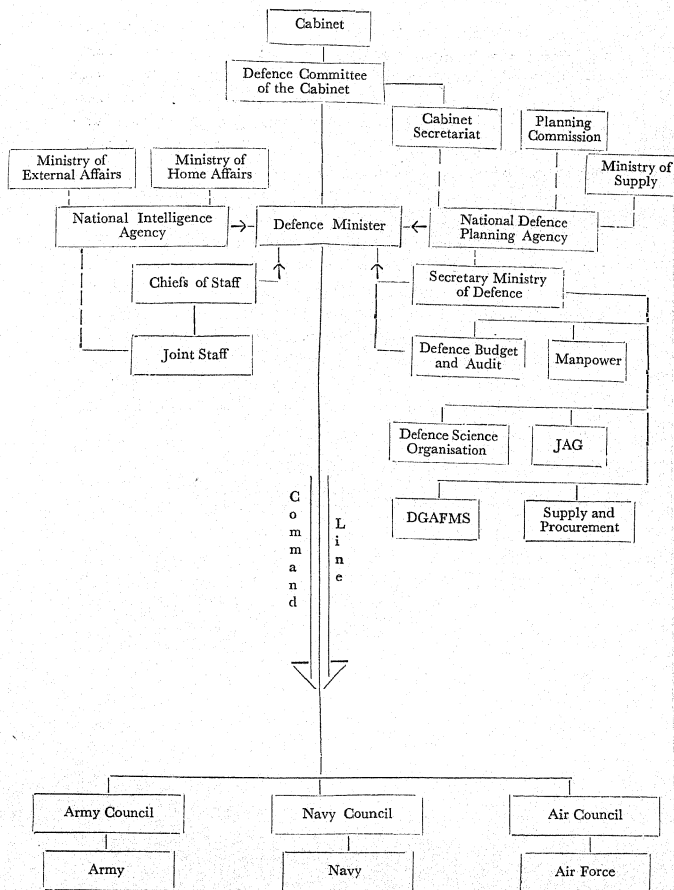 Cabinet
Defence Committee
of the Cabinet
Cabinet
Secretariat
Planning
Commission
Ministry of
External Affairs
Ministry of
Home Affairs
Ministry of
Supply
National Intelligence
Agency
Defence Minister
National Defence
Planning Agency
Chiefs of Staff
Secretary Ministry
of Defence
Joint Staff
Defence Budget
and Audit
Manpower
Defence Science
Organisation
JAG
DGAFMS
Supply and
Procurement
Command
Line
Army Council
Navy Council
Air Council
Army
Navy
Air Force